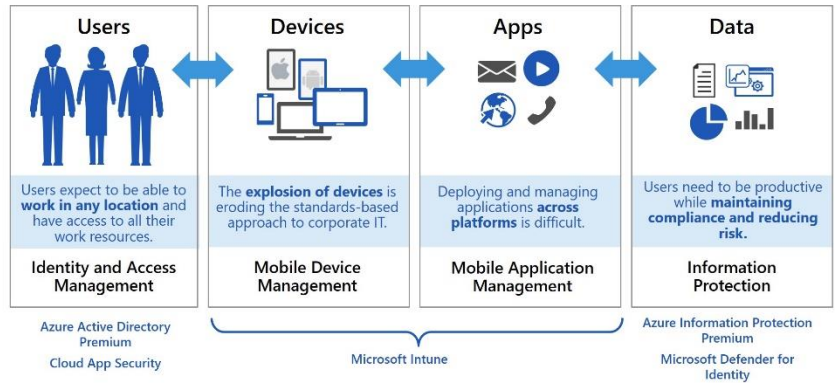 Users
Users expect to be able to
work in any location and
have access to all their
work resources.
Identity and Access
Management
Azure Active Directory
Premium
Cloud App Security
Devices
The explosion of devices is
eroding the standards-based
approach to corporate IT.
Mobile Device
Management
Apps
Deploying and managing
applications across
platforms is difficult.
Mobile Application
Management
Microsoft Intune
Data
Users need to be productive
while maintaining
compliance and reducing
risk.
Information
Protection
Azure Information Protection
Premium
Microsoft Defender for
Identity